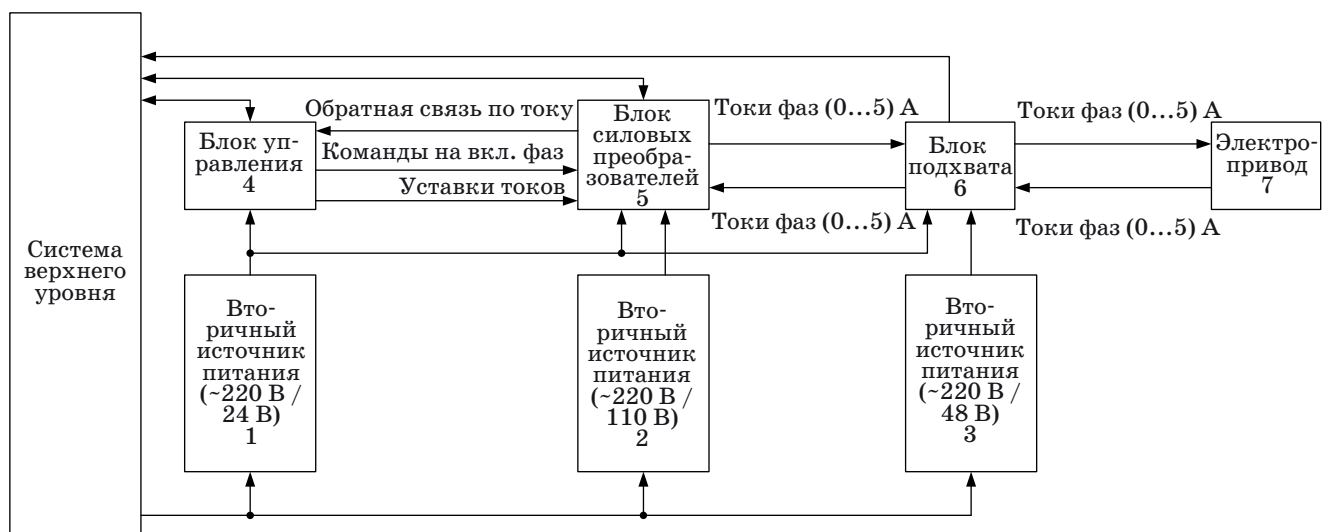 Система
верхнего
уровня
Обратная связь по току
Блок уп-
равления
4
Команды на вкл. фаз
Уставки токов
Блок
силовых
преобра-
зователей
5
Токи фаз (0...5) А
Токи фаз (0...5) А
Блок
подхвата
6
Токи фаз (0...5) А
Токи фаз (0...5) А
Электро-
привод
7
Вто-
ричный
источник
питания
(~220 В /
24 В)
1
Вто-
ричный
источник
питания
(~220 В /
110 В)
2
Вто-
ричный
источник
питания
(~220 В /
48 В)
3